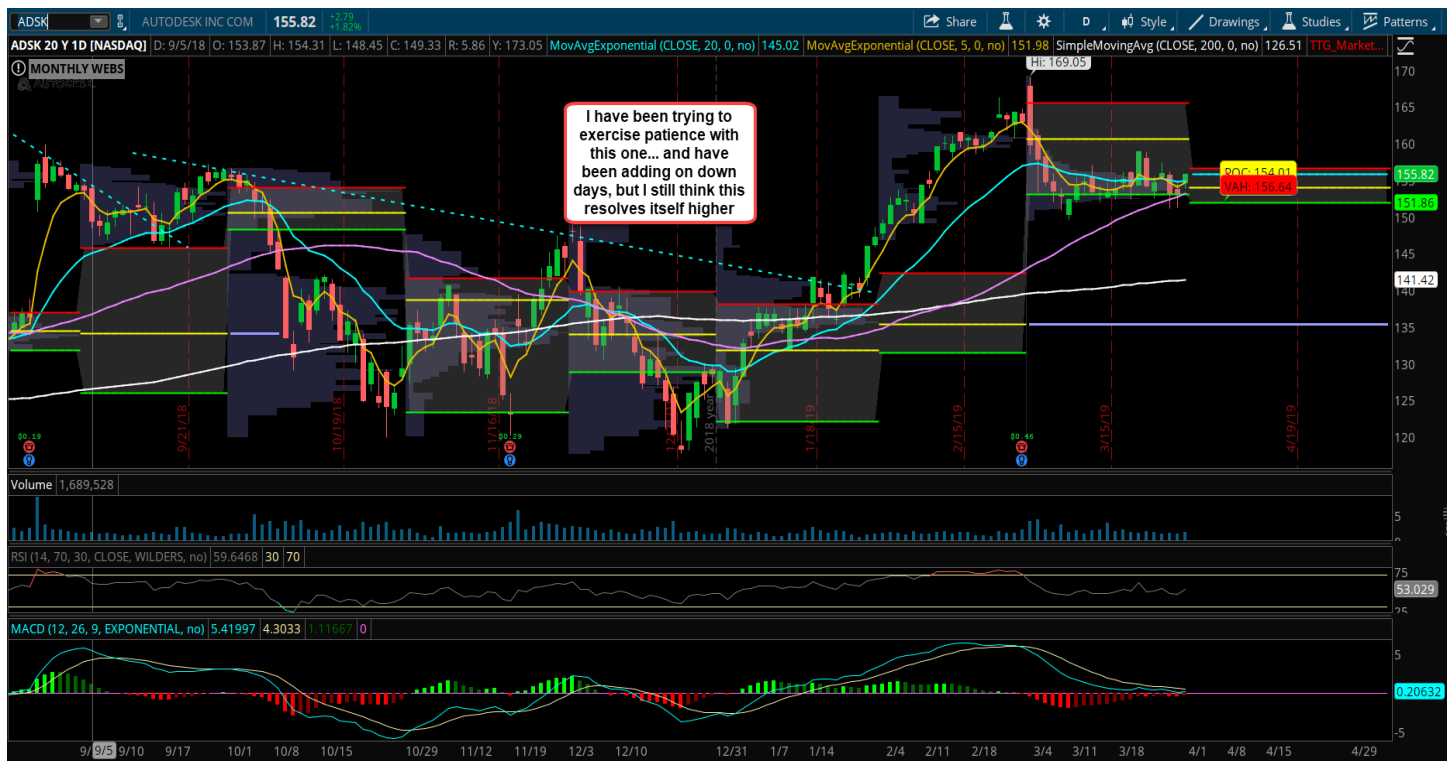 ADSK AUTODESK INC COM 155.82 +2.79 +1.82% Share D Style Drawings Studies Patterns
ADSK 20 Y 1D [NASDAQ] D: 9/5/18 O: 153.87 H: 154.31 L: 148.45 C: 149.33 R: 5.86 Y: 173.05 MovAvgExponential (CLOSE, 20, 0, no) 145.02 MovAvgExponential (CLOSE, 5, 0, no) 151.98 SimpleMovingAvg (CLOSE, 200, 0, no) 126.51 TTG_Market...
MONTHLY WEBS
AUTODESK
Hi: 169.05
I have been trying to
exercise patience with
this one... and have
been adding on down
days, but I still think this
resolves itself higher
170
165
160
155.82
POC: 154.01
VAH: 156.64
151.86
150
145
141.42
140
135
130
125
120
9/21/18
10/19/18
11/16/18
2018 year
1/18/19
2/15/19
3/15/19
4/19/19
$0.19
$0.29
$0.46
Volume 1,689,528
5
RSI (14, 70, 30, CLOSE, WILDERS, no) 59.6468 30 70
75
53.029
25
MACD (12, 26, 9, EXPONENTIAL, no) 5.41997 4.3033 1.11667 0
5
0.20632
-5
9/5 9/10 9/17 10/1 10/8 10/15 10/29 11/12 11/19 12/3 12/10 12/31 1/7 1/14 2/4 2/11 2/18 3/4 3/11 3/18 4/1 4/8 4/15 4/29